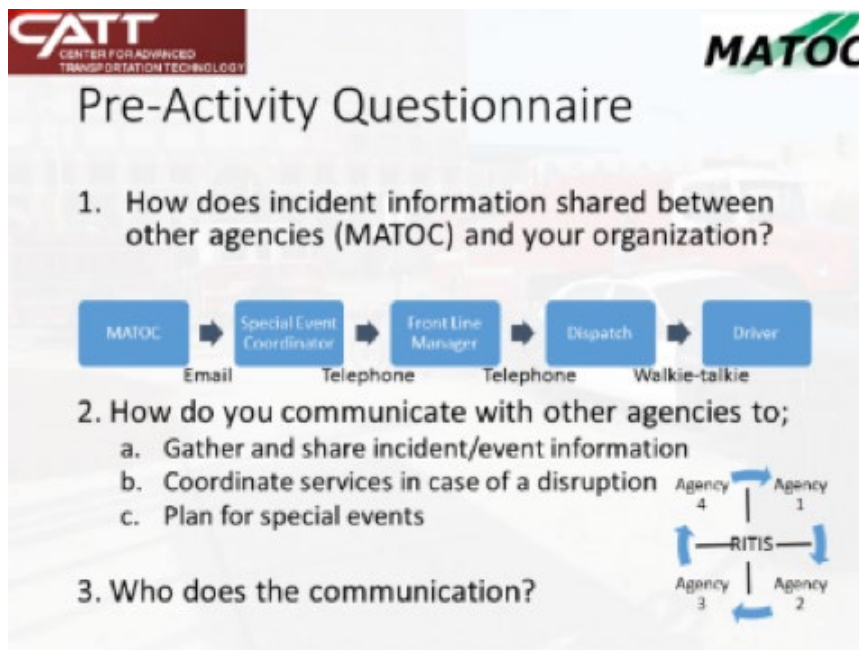 CATT
CENTER FOR ADVANCED
TRANSPORTATION TECHNOLOGY
MATOC
Pre-Activity Questionnaire
1. How does incident information shared between
other agencies (MATOC) and your organization?
MATOC
Special Event
Coordinator
Front Line
Manager
Dispatch
Driver
Email
Telephone
Telephone
Walkie-talkie
2. How do you communicate with other agencies to;
a. Gather and share incident/event information
b. Coordinate services in case of a disruption
c. Plan for special events
Agency
4
Agency
1
RITIS
Agency
3
Agency
2
3. Who does the communication?